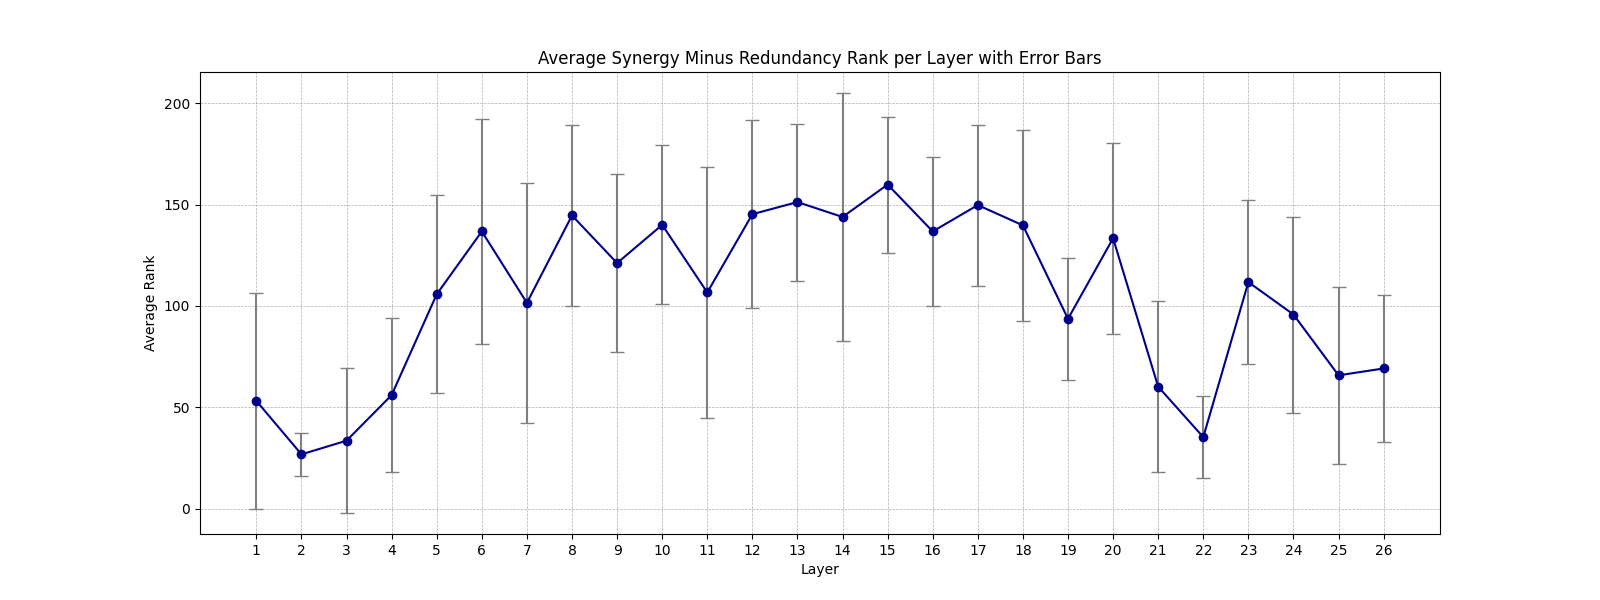 Average Synergy Minus Redundancy Rank per Layer with Error Bars
200
150
100
50
0
Average Rank
1 2 3 4 5 6 7 8 9 10 11 12 13 14 15 16 17 18 19 20 21 22 23 24 25 26
Layer